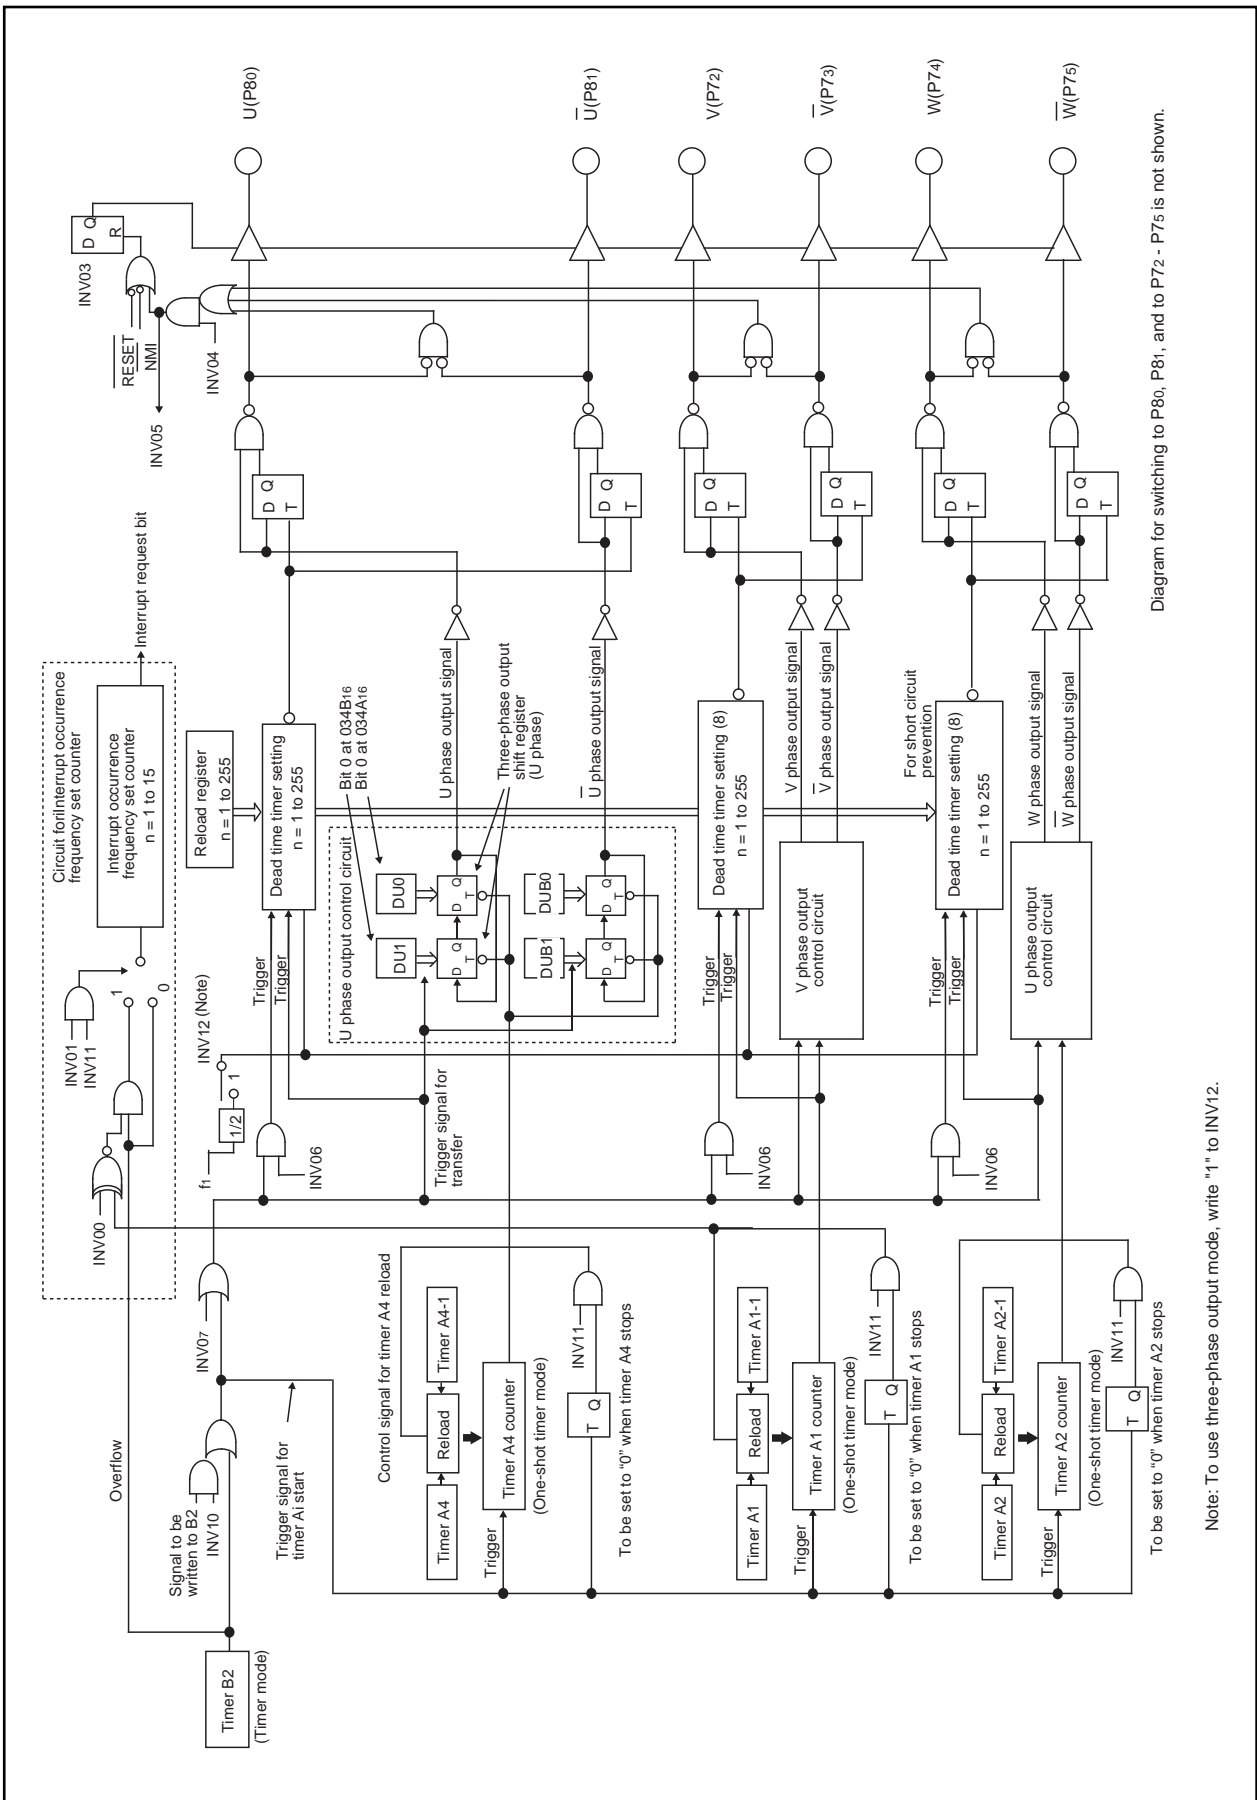 Circuit forlInterrupt occurrence
frequency set counter
Interrupt occurrence
frequency set counter
n = 1 to 15
Interrupt request bit
INV01
INV11
1
0
INV00
Overflow
Signal to be
written to B2
INV10
INV07
Timer B2
(Timer mode)
Trigger signal for
timer Ai start
INV05
RESET
NMI
INV04
INV03
D Q
R
Reload register
n = 1 to 255
INV12 (Note)
1
1/2
f1
Trigger
Trigger
Dead time timer setting
n = 1 to 255
INV06
D Q
T
U(P80)
Trigger signal for
transfer
U phase output control circuit
DU1
DU0
D Q
T
D Q
T
Bit 0 at 034B16
Bit 0 at 034A16
Three-phase output
shift register
(U phase)
U phase output signal
DUB1
DUB0
D Q
T
D Q
T
U phase output signal
D Q
T
U(P81)
Control signal for timer A4 reload
Timer A4
Reload
Timer A4-1
Trigger
Timer A4 counter
(One-shot timer mode)
INV11
T Q
To be set to “0” when timer A4 stops
Trigger
Trigger
Dead time timer setting (8)
n = 1 to 255
INV06
D Q
T
V(P72)
Timer A1
Reload
Timer A1-1
Trigger
Timer A1 counter
(One-shot timer mode)
INV11
T Q
To be set to “0” when timer A1 stops
V phase output
control circuit
V phase output signal
V phase output signal
D Q
T
V(P73)
For short circuit
prevention
Trigger
Trigger
Dead time timer setting (8)
n = 1 to 255
INV06
D Q
T
W(P74)
Timer A2
Reload
Timer A2-1
Trigger
Timer A2 counter
(One-shot timer mode)
INV11
T Q
To be set to “0” when timer A2 stops
U phase output
control circuit
W phase output signal
W phase output signal
D Q
T
W(P75)
Diagram for switching to P80, P81, and to P72 - P75 is not shown.
Note: To use three-phase output mode, write "1" to INV12.